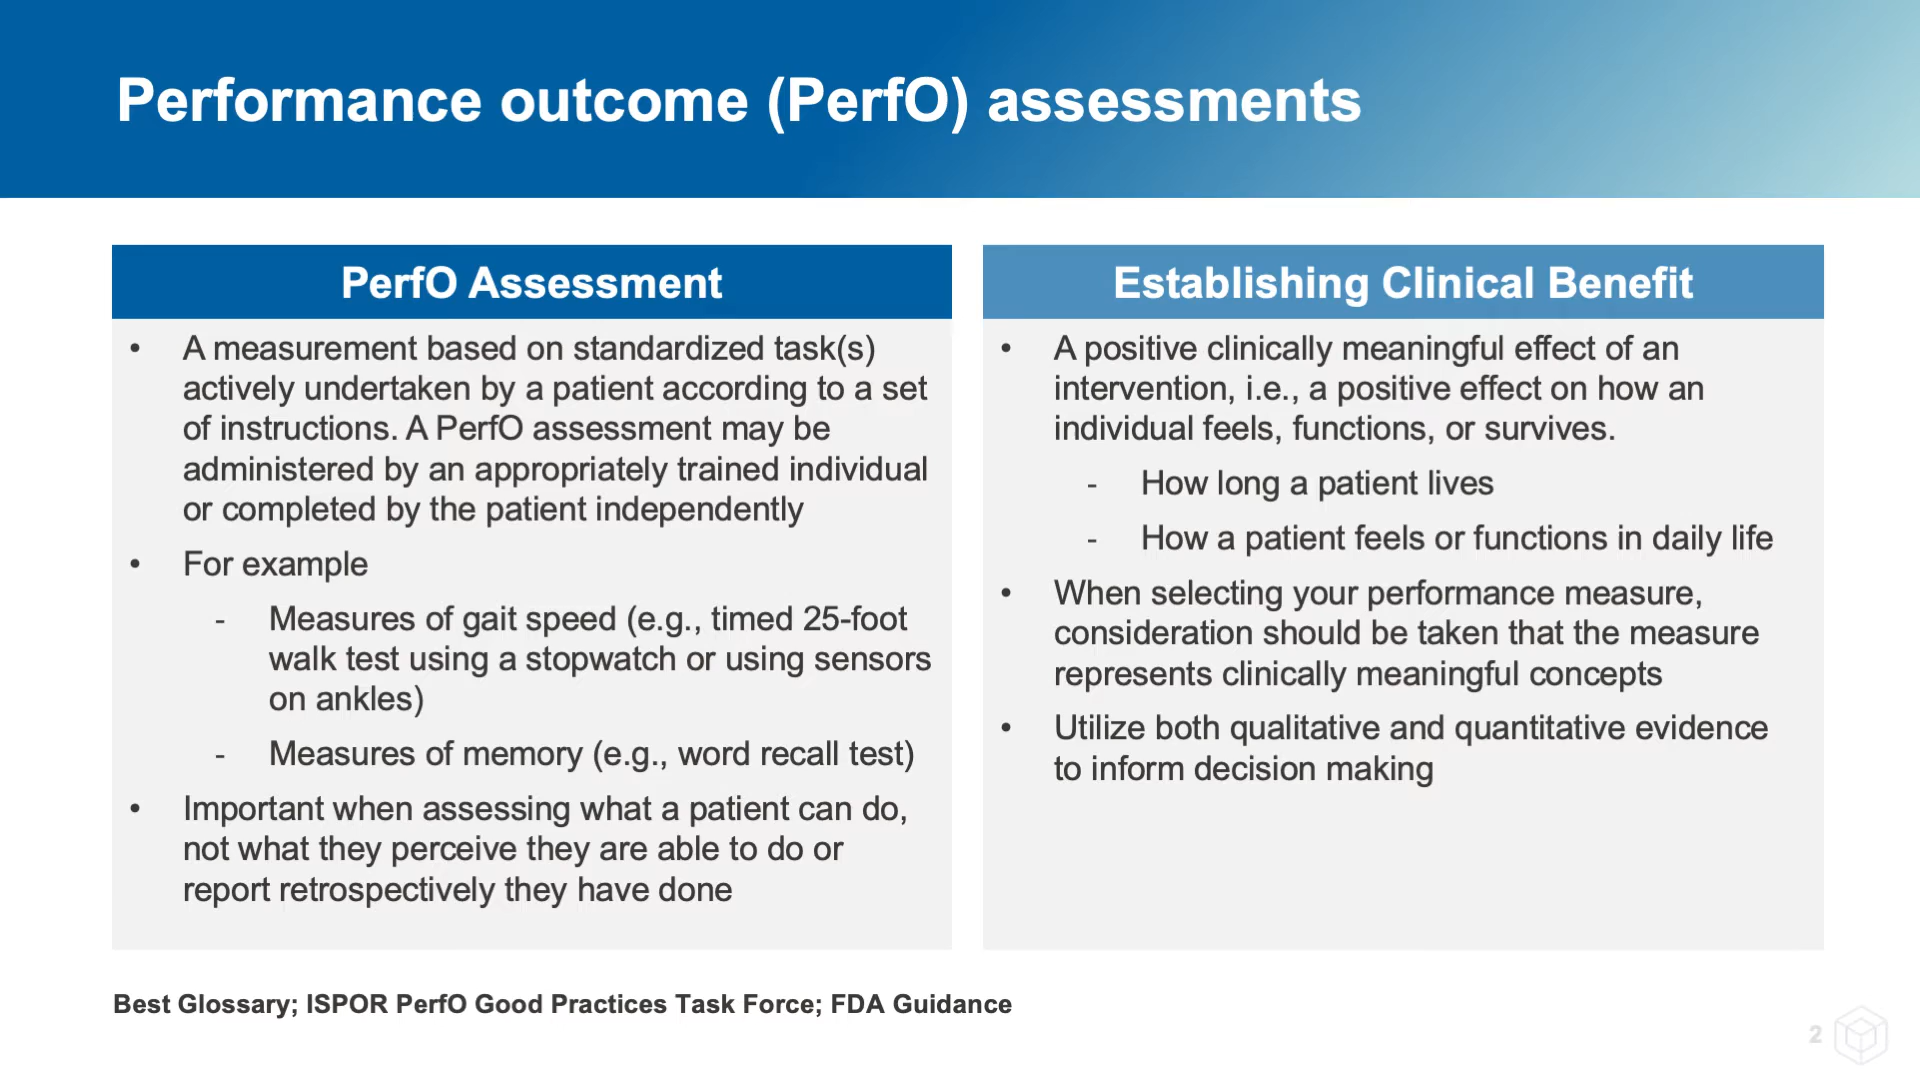 Performance outcome (PerfO) assessments
PerfO Assessment
• A measurement based on standardized task(s)
actively undertaken by a patient according to a set
of instructions. A PerfO assessment may be
administered by an appropriately trained individual
or completed by the patient independently
• For example
- Measures of gait speed (e.g., timed 25-foot
walk test using a stopwatch or using sensors
on ankles)
- Measures of memory (e.g., word recall test)
• Important when assessing what a patient can do,
not what they perceive they are able to do or
report retrospectively they have done
Establishing Clinical Benefit
• A positive clinically meaningful effect of an
intervention, i.e., a positive effect on how an
individual feels, functions, or survives.
- How long a patient lives
- How a patient feels or functions in daily life
• When selecting your performance measure,
consideration should be taken that the measure
represents clinically meaningful concepts
• Utilize both qualitative and quantitative evidence
to inform decision making
Best Glossary; ISPOR PerfO Good Practices Task Force; FDA Guidance
2